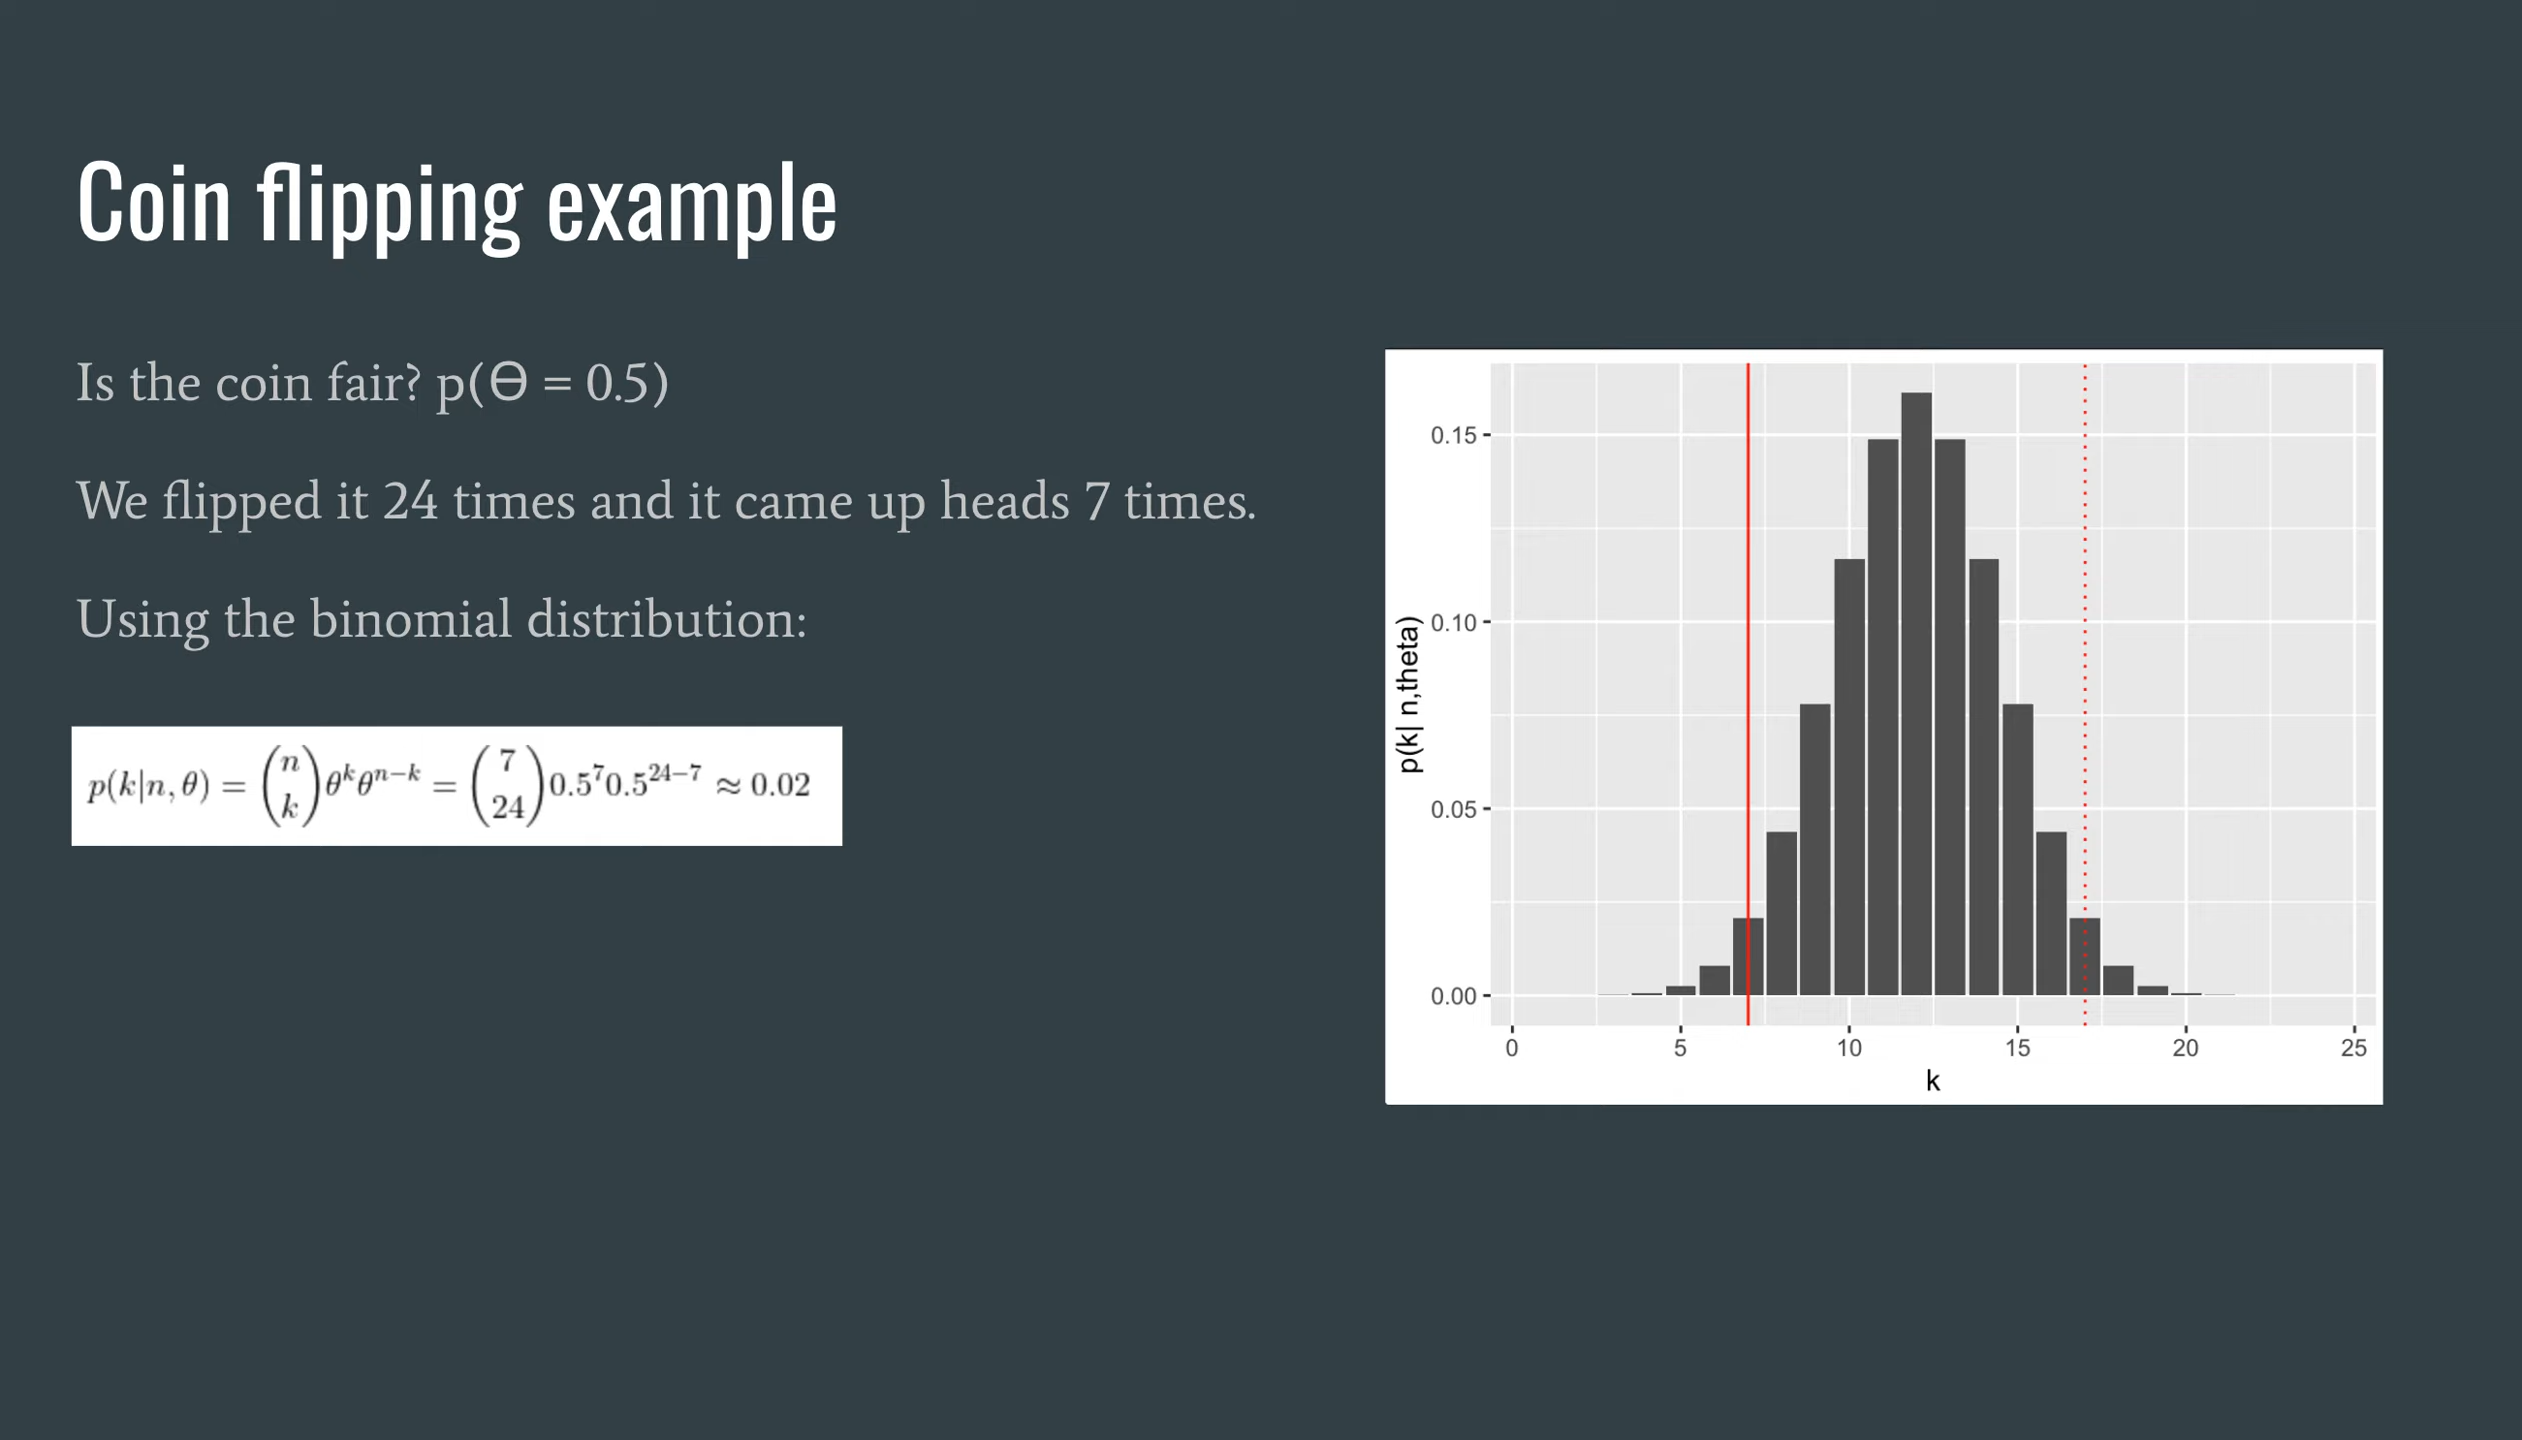 Coin flipping example
Is the coin fair? p(Θ = 0.5)
We flipped it 24 times and it came up heads 7 times.
Using the binomial distribution:
p(k|n, θ) = (n k) θ^k θ^{n−k} = (7 24) 0.5^7 0.5^{24−7} ≈ 0.02
p(k| n,theta)
0.15
0.10
0.05
0.00
0 5 10 15 20 25
k